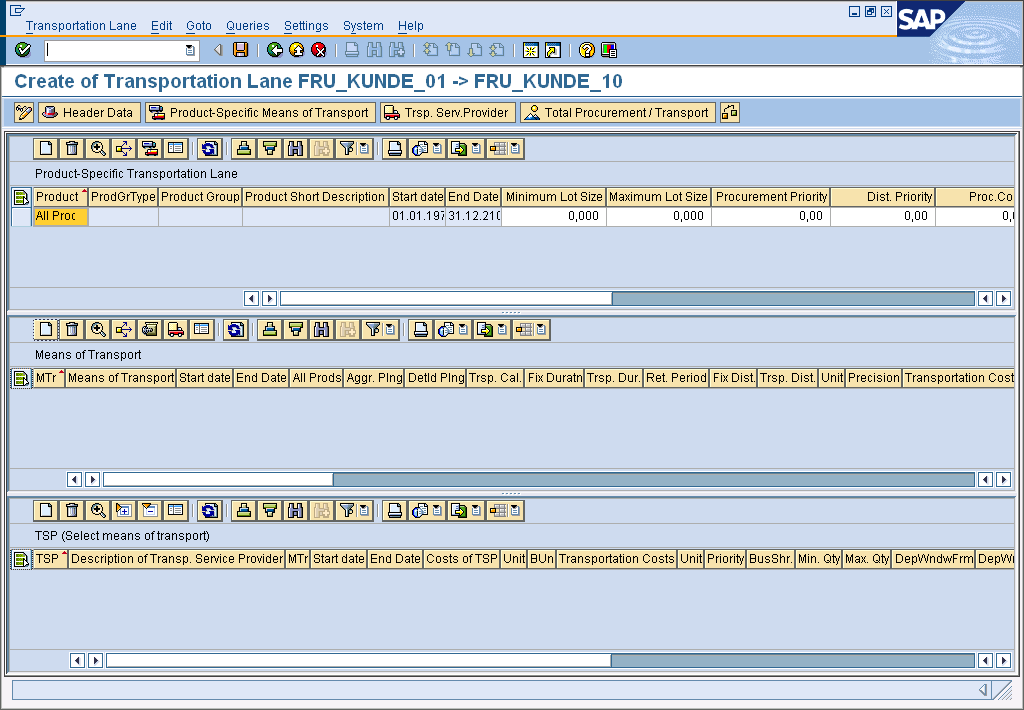 Transportation Lane Edit Goto Queries Settings System Help
SAP
Create of Transportation Lane FRU_KUNDE_01 -> FRU_KUNDE_10
Header Data Product-Specific Means of Transport Trsp. Serv.Provider Total Procurement / Transport
Product-Specific Transportation Lane
Product ProdGrType Product Group Product Short Description Start date End Date Minimum Lot Size Maximum Lot Size Procurement Priority Dist. Priority Proc.Co
All Proc 01.01.197 31.12.210 0,000 0,000 0,00 0,00 0,
Means of Transport
MTr Means of Transport Start date End Date All Prods Aggr. Plng Detld Plng Trsp. Cal. Fix Duratn Trsp. Dur. Ret. Period Fix Dist. Trsp. Dist. Unit Precision Transportation Cost
TSP (Select means of transport)
TSP Description of Transp. Service Provider MTr Start date End Date Costs of TSP Unit BUn Transportation Costs Unit Priority BusShr. Min. Qty Max. Qty DepWndwFrm DepW